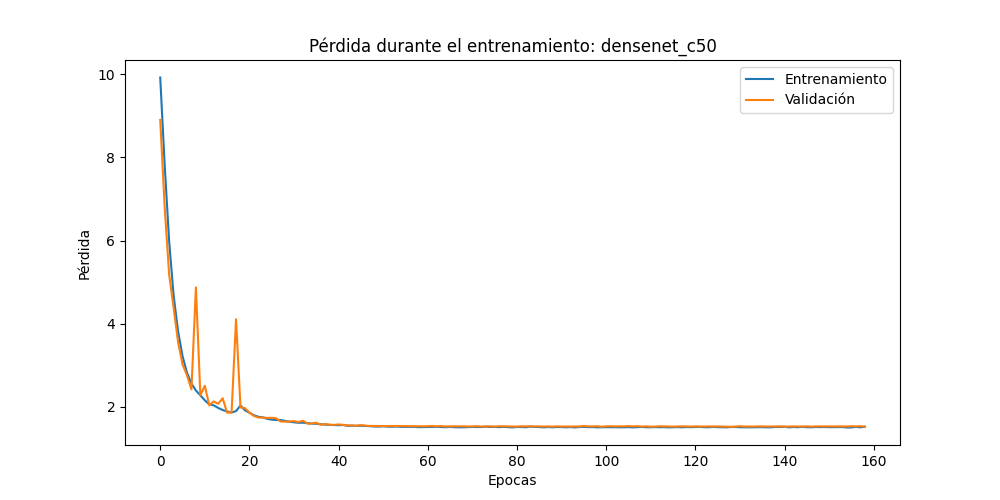 Pérdida durante el entrenamiento: densenet_c50
Entrenamiento
Validación
Pérdida
10
8
6
4
2
0 20 40 60 80 100 120 140 160
Epocas